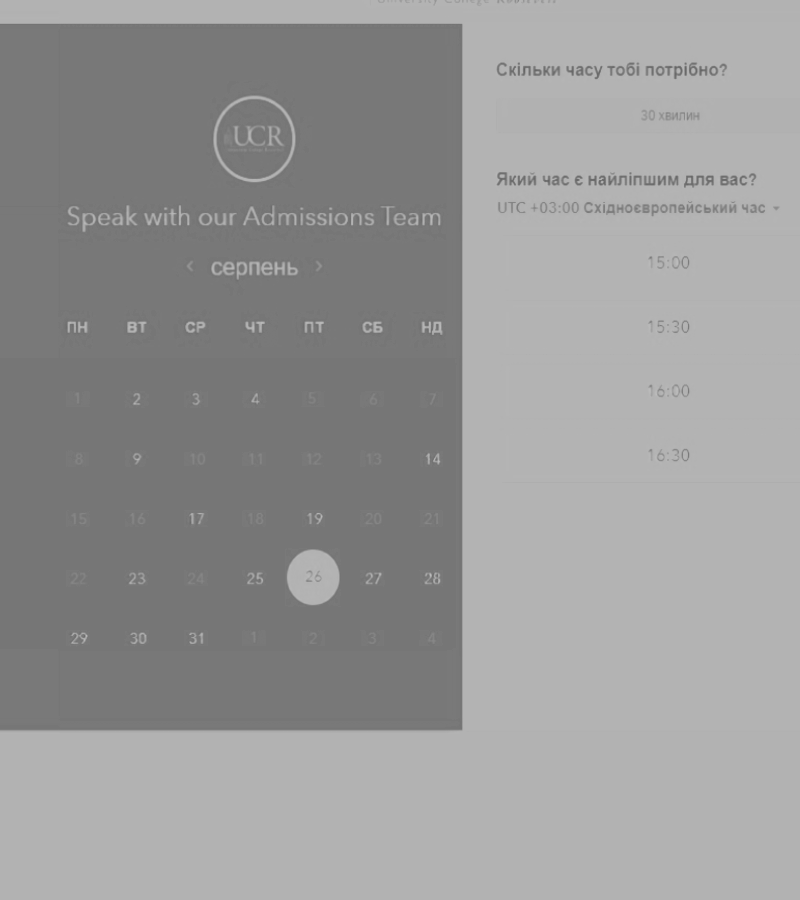 UCR
Speak with our Admissions Team
‹ серпень ›
ПН ВТ СР ЧТ ПТ СБ НД
1 2 3 4 5 6 7
8 9 10 11 12 13 14
15 16 17 18 19 20 21
22 23 24 25 26 27 28
29 30 31 1 2 3 4
Скільки часу тобі потрібно?
30 хвилин
Який час є найліпшим для вас?
UTC +03:00 Східноєвропейський час
15:00
15:30
16:00
16:30